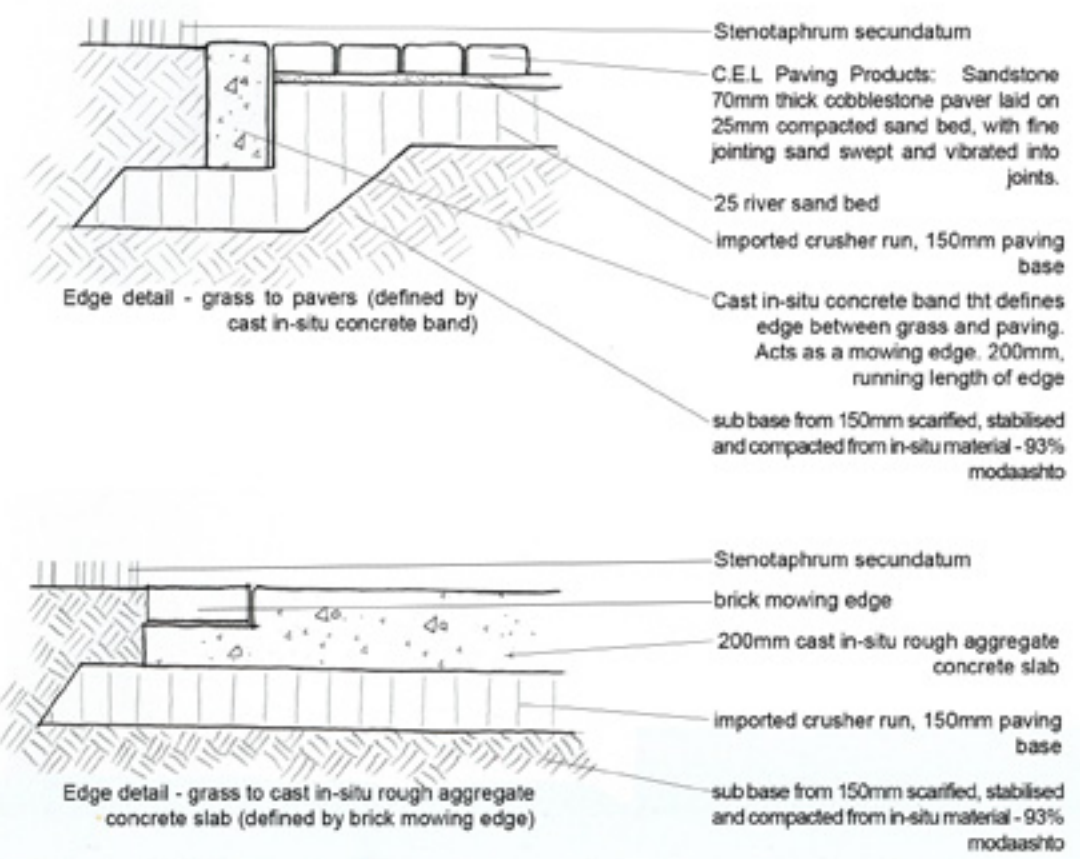 Stenotaphrum secundatum
C.E.L Paving Products: Sandstone
70mm thick cobblestone paver laid on
25mm compacted sand bed, with fine
jointing sand swept and vibrated into
joints.
25 river sand bed
imported crusher run, 150mm paving
base
Cast in-situ concrete band tht defines
edge between grass and paving.
Acts as a mowing edge. 200mm,
running length of edge
sub base from 150mm scarified, stabilised
and compacted from in-situ material - 93%
modaashto
Edge detail - grass to pavers (defined by
cast in-situ concrete band)
Stenotaphrum secundatum
brick mowing edge
200mm cast in-situ rough aggregate
concrete slab
imported crusher run, 150mm paving
base
sub base from 150mm scarified, stabilised
and compacted from in-situ material - 93%
modaashto
Edge detail - grass to cast in-situ rough aggregate
concrete slab (defined by brick mowing edge)